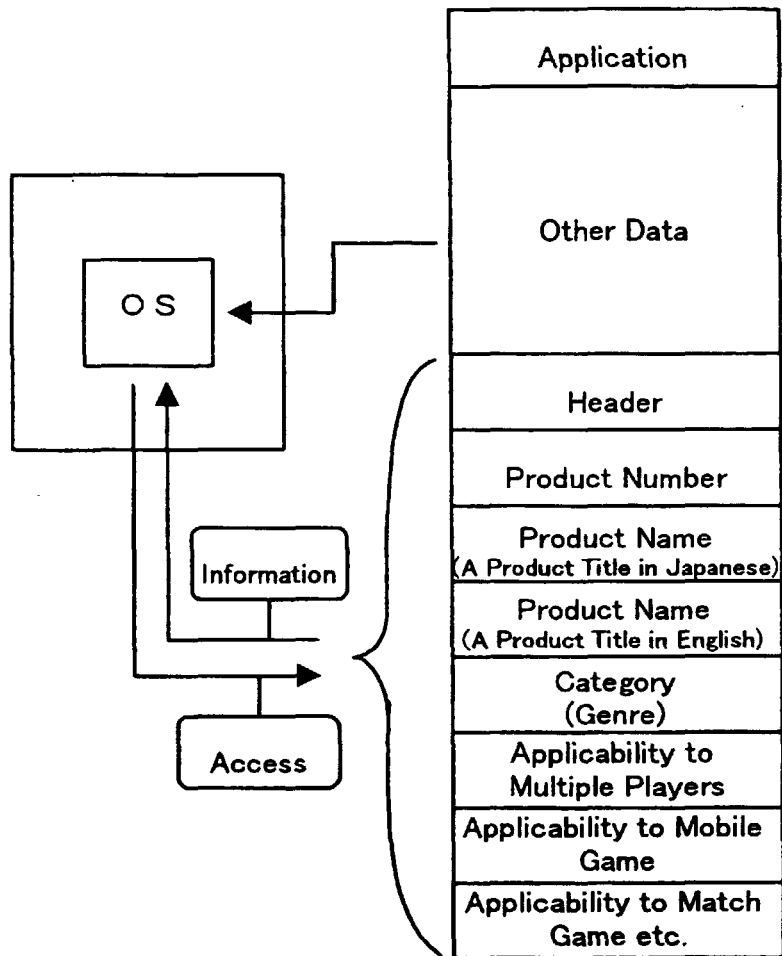 Application
Other Data
O S
Header
Product Number
Product Name
(A Product Title in Japanese)
Product Name
(A Product Title in English)
Information
Category
(Genre)
Access
Applicability to
Multiple Players
Applicability to Mobile
Game
Applicability to Match
Game etc.